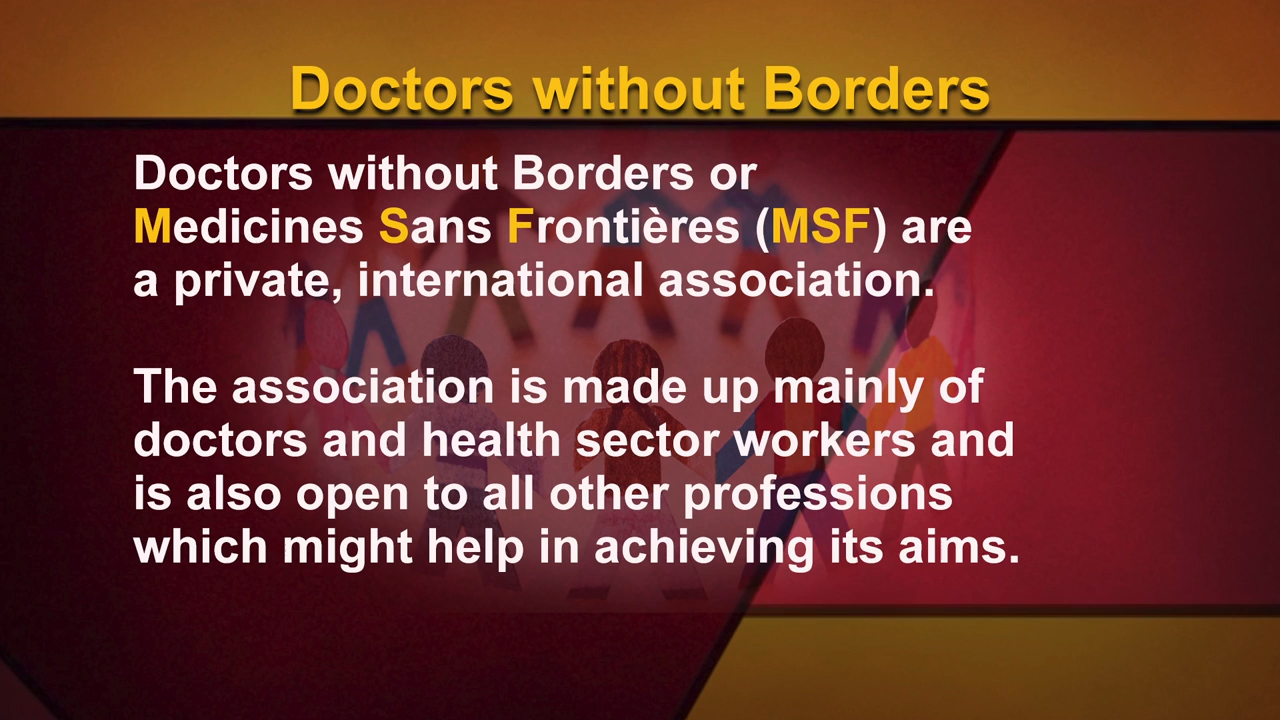 Doctors without Borders
Doctors without Borders or
Medicines Sans Frontières (MSF) are
a private, international association.
The association is made up mainly of
doctors and health sector workers and
is also open to all other professions
which might help in achieving its aims.